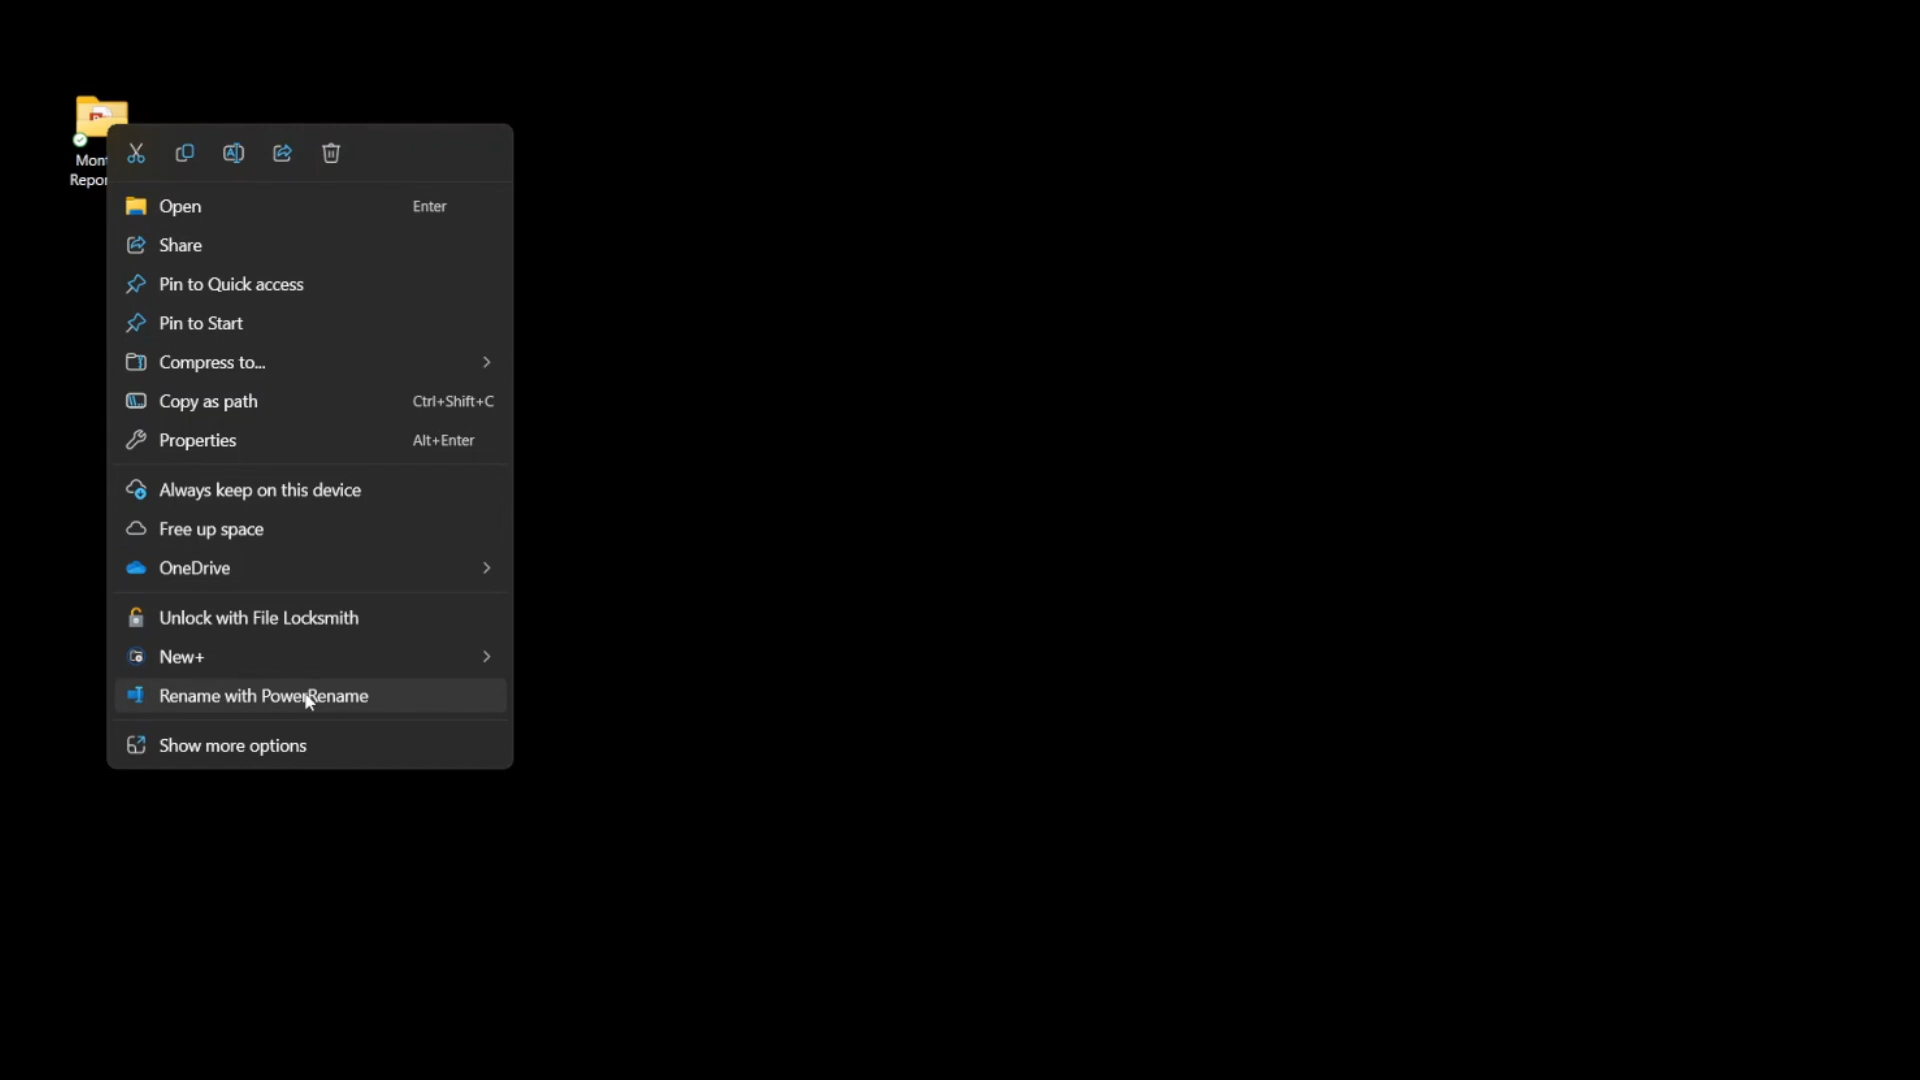 Open Enter
Share
Pin to Quick access
Pin to Start
Compress to...
Copy as path Ctrl+Shift+C
Properties Alt+Enter
Always keep on this device
Free up space
OneDrive
Unlock with File Locksmith
New+
Rename with PowerRename
Show more options